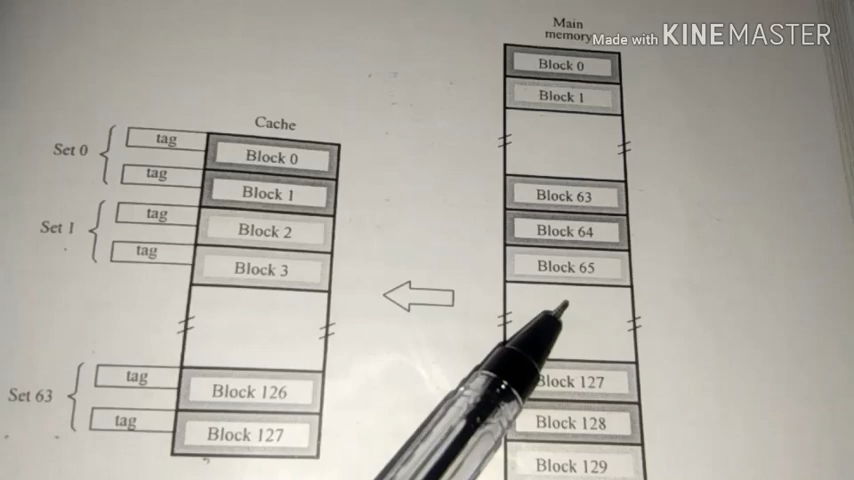 Main
memory
Made with KINEMASTER
Block 0
Block 1
Block 63
Block 64
Block 65
Block 127
Block 128
Block 129
Cache
Set 0
tag
Block 0
tag
Block 1
Set 1
tag
Block 2
tag
Block 3
Set 63
tag
Block 126
tag
Block 127